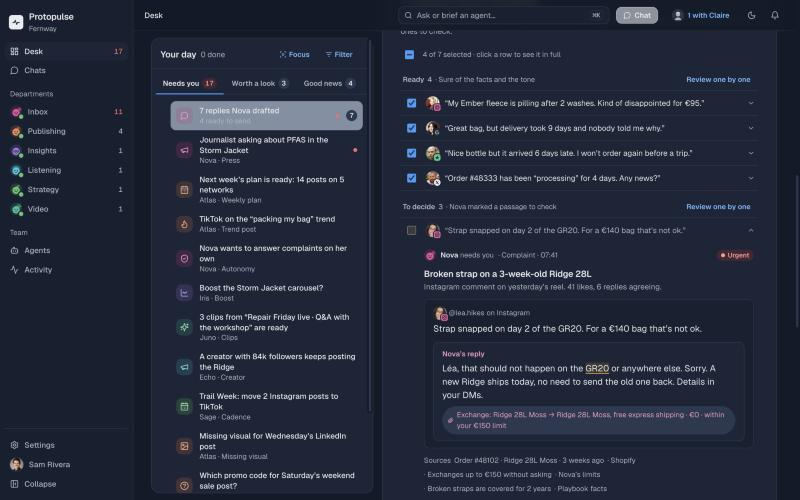 Protopulse
Fernway
Desk 17
Chats
Departments
Inbox 11
Publishing 4
Insights 1
Listening 1
Strategy 1
Video 1
Team
Agents
Activity
Settings
Sam Rivera
Collapse
Desk
Ask or brief an agent… ⌘K
Chat
1 with Claire
Your day 0 done
Focus
Filter
Needs you 17
Worth a look 3
Good news 4
7 replies Nova drafted
4 ready to send
7
Journalist asking about PFAS in the
Storm Jacket
Nova · Press
Next week's plan is ready: 14 posts on 5
networks
Atlas · Weekly plan
TikTok on the “packing my bag” trend
Atlas · Trend post
Nova wants to answer complaints on her
own
Nova · Autonomy
Boost the Storm Jacket carousel?
Iris · Boost
3 clips from “Repair Friday live · Q&A with
the workshop” are ready
Juno · Clips
A creator with 84k followers keeps posting
the Ridge
Echo · Creator
Trail Week: move 2 Instagram posts to
TikTok
Sage · Cadence
Missing visual for Wednesday's LinkedIn
post
Atlas · Missing visual
Which promo code for Saturday's weekend
sale post?
ones to check.
4 of 7 selected · click a row to see it in full
Ready 4 · Sure of the facts and the tone
Review one by one
“My Ember fleece is pilling after 2 washes. Kind of disappointed for €95.”
“Great bag, but delivery took 9 days and nobody told me why.”
“Nice bottle but it arrived 6 days late. I won't order again before a trip.”
“Order #48333 has been “processing” for 4 days. Any news?”
To decide 3 · Nova marked a passage to check
Review one by one
“Strap snapped on day 2 of the GR20. For a €140 bag that's not ok.”
Nova needs you · Complaint · 07:41
Urgent
Broken strap on a 3-week-old Ridge 28L
Instagram comment on yesterday's reel. 41 likes, 6 replies agreeing.
@lea.hikes on Instagram
Strap snapped on day 2 of the GR20. For a €140 bag that's not ok.
Nova's reply
Léa, that should not happen on the GR20 or anywhere else. Sorry. A
new Ridge ships today, no need to send the old one back. Details in
your DMs.
Exchange: Ridge 28L Moss → Ridge 28L Moss, free express shipping · €0 · within
your €150 limit
Sources Order #48102 · Ridge 28L Moss · 3 weeks ago · Shopify
· Exchanges up to €150 without asking · Nova's limits
· Broken straps are covered for 2 years · Playbook facts